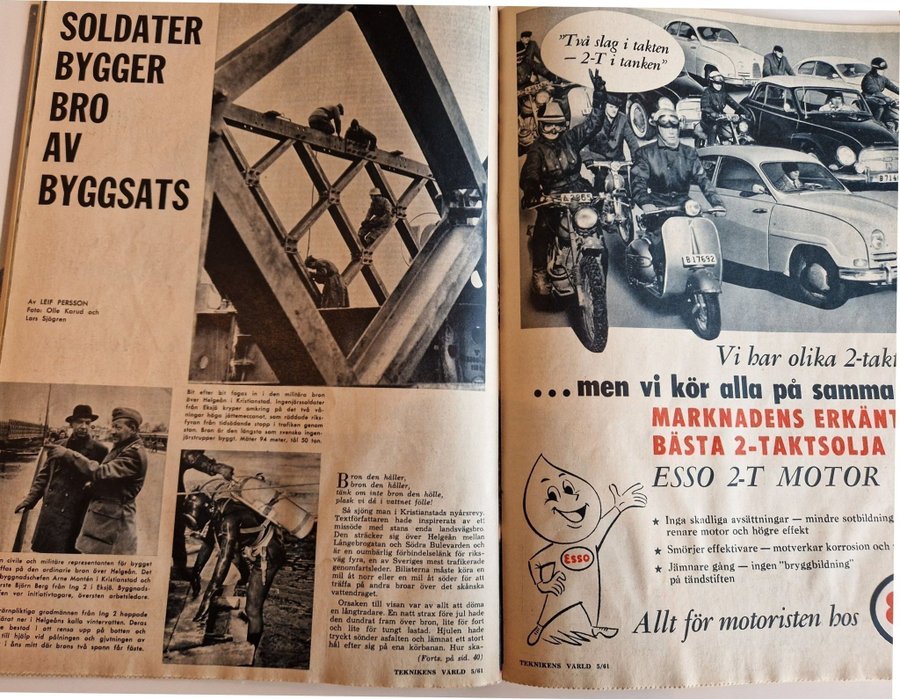 SOLDATER
BYGGER
BRO
AV
BYGGSATS
Av LEIF PERSSON
Foto: Olle Karud och
Lars Sjögren
Bit efter bit fogas in i den militära bron
över Helgeån i Kristianstad. Ingenjörssoldater
från Eksjö kryper omkring på det två vå-
ningar höga jättemeccanot, som räddade riks-
fyran från tidsödande stopp i trafiken genom
stan. Bron är den längsta som svenska ingen-
jörstrupper byggt. Mäter 94 meter, tål 50 ton.
n civile och militäre representanten för bygget
äffas på den ordinarie bron över Helgeån. Det
byggnadschefen Arne Montén i Kristianstad och
rste Björn Berg från Ing 2 i Eksjö. Byggnads-
en var initiativtagare, översten arbetsledare.
örnpliktiga grodmännen från Ing 2 hoppade
ärat ner i Helgeåns kalla vintervatten. Deras
bestod i att rensa upp på botten och
till hjälp vid pålningen och gjutningen av
i åns mitt där brons två spann får fäste.
Bron den håller,
bron den håller,
tänk om inte bron den hölle,
plask vi då i vattnet fölle!
Så sjöng man i Kristianstads nyårsrevy.
Textförfattaren hade inspirerats av ett
missöde med stans enda landsvägsbro.
Den sträcker sig över Helgeån mellan
Långebrogatan och Södra Bulevarden och
är en oumbärlig förbindelselänk för riks-
väg fyra, en av Sveriges mest trafikerade
genomfartsleder. Bilisterna måste köra en
mil åt norr eller en mil åt söder för att
träffa på andra broar över det skånska
vattendraget.
Orsaken till visan var av allt att döma
en långtradare. En natt strax före jul hade
den dundrat fram över bron, lite för fort
och lite för tungt lastad. Hjulen hade
tryckt sönder asfalten och lämnat ett stort
hål efter sig på ena körbanan. Hur ska-
(Forts. på sid. 40)
TEKNIKENS VÄRLD 5/61
"Två slag i takten
— 2-T i tanken"
B17692
B714
Vi har olika 2-takt
...men vi kör alla på samma
MARKNADENS ERKÄNT
BÄSTA 2-TAKTSOLJA
ESSO 2-T MOTOR
Esso
★ Inga skadliga avsättningar — mindre sotbildning
renare motor och högre effekt
★ Smörjer effektivare — motverkar korrosion och
★ Jämnare gång — ingen "bryggbildning"
på tändstiften
Allt för motoristen hos
TEKNIKENS VÄRLD 5/61